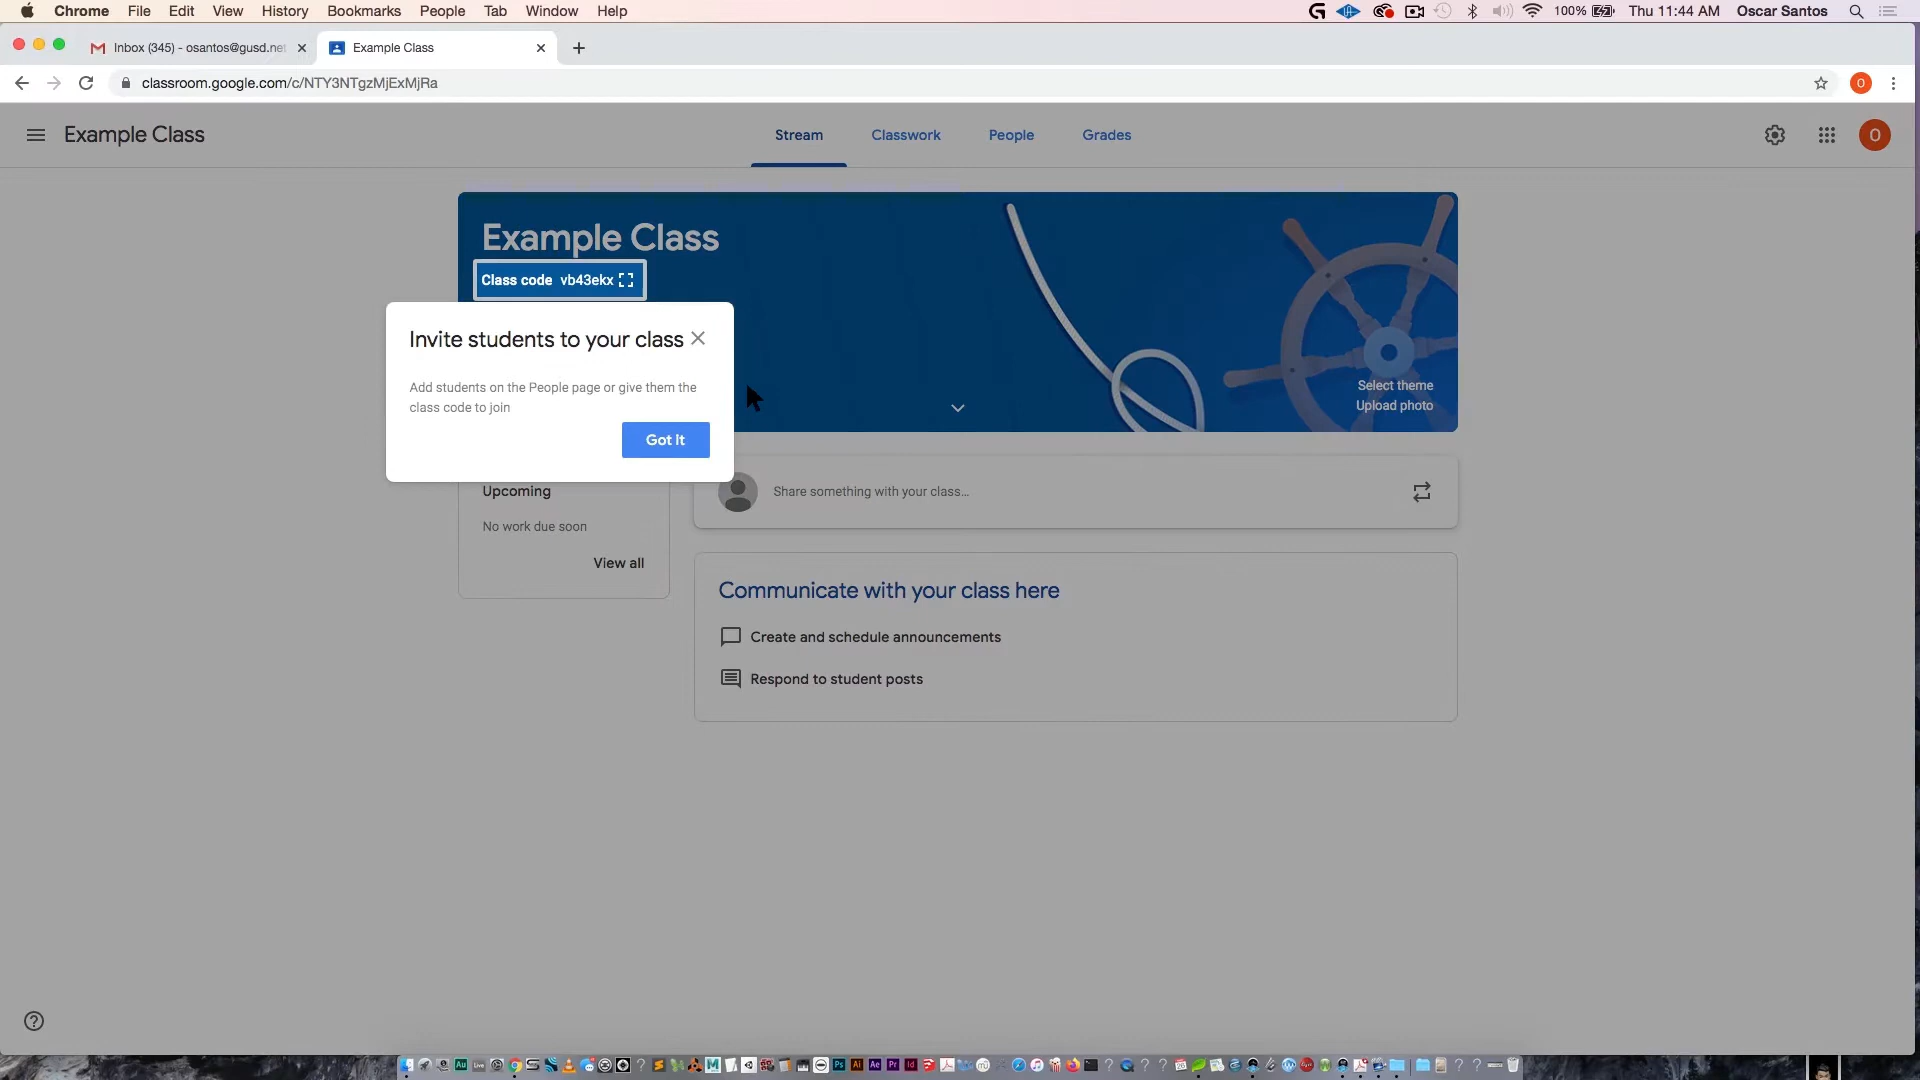 Chrome File Edit View History Bookmarks People Tab Window Help 100% Thu 11:44 AM Oscar Santos
Inbox (345) - osantos@gusd.net Example Class
classroom.google.com/c/NTY3NTgzMjExMjRa O
Example Class Stream Classwork People Grades O
Example Class
Class code vb43ekx
Invite students to your class
Add students on the People page or give them the
class code to join
Got It
Select theme
Upload photo
Upcoming
No work due soon
View all
Share something with your class...
Communicate with your class here
Create and schedule announcements
Respond to student posts